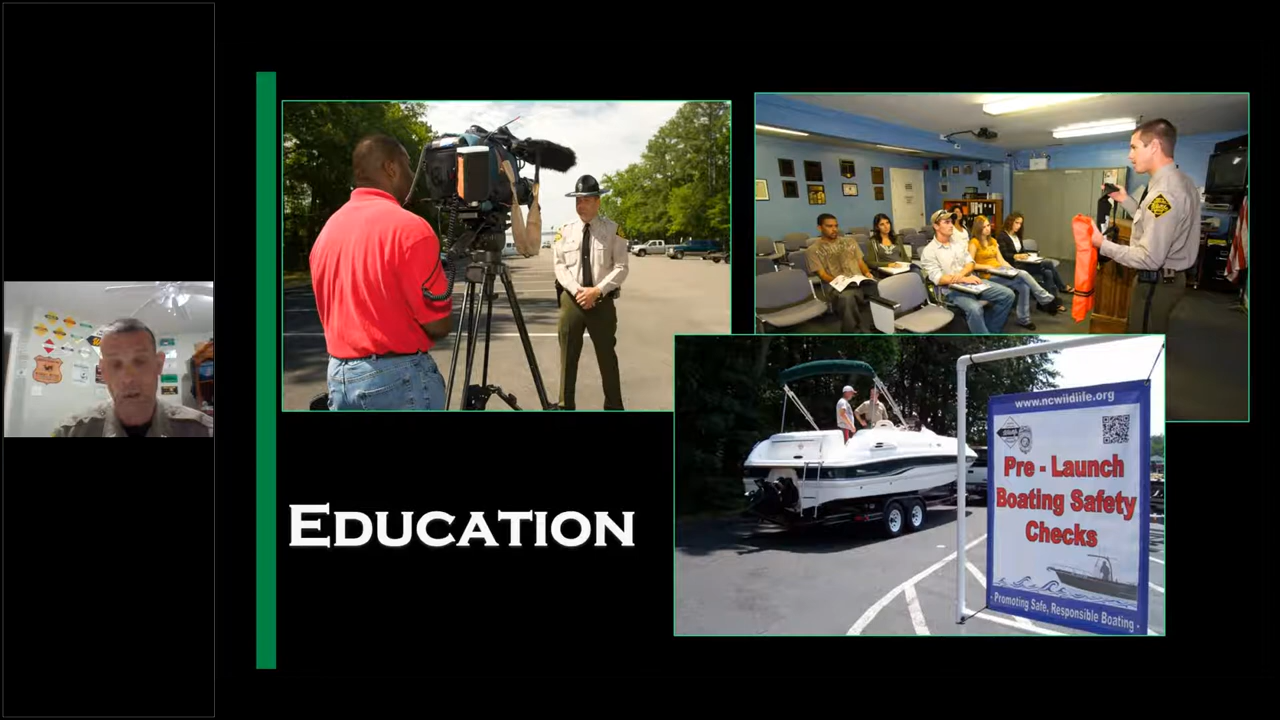 EDUCATION
www.ncwildlife.org
Pre - Launch
Boating Safety
Checks
- Promoting Safe, Responsible Boating -